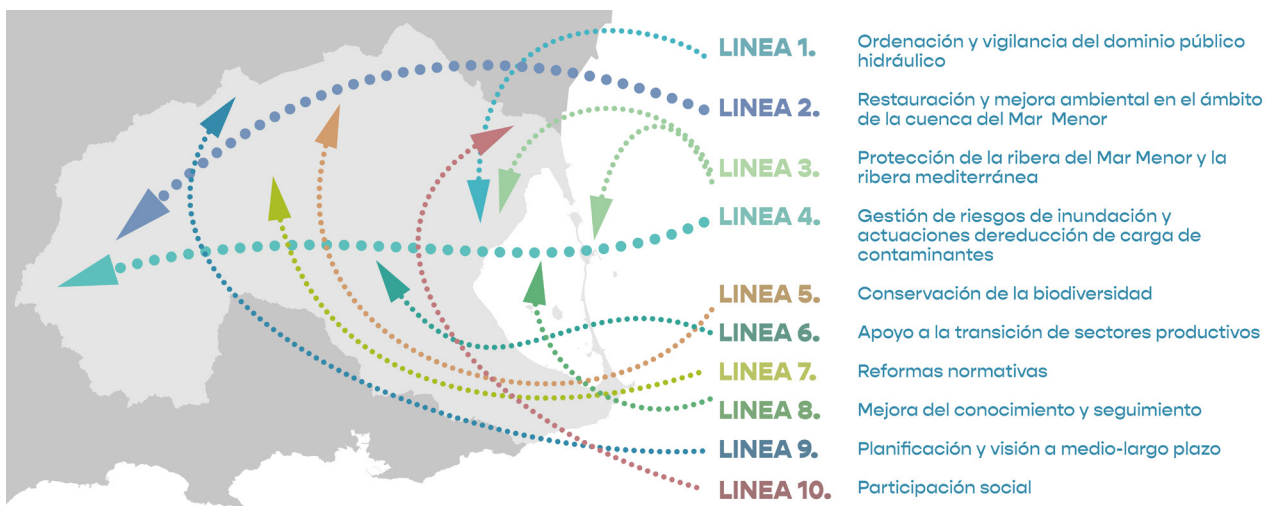 LINEA 1.
Ordenación y vigilancia del dominio público
hidráulico
LINEA 2.
Restauración y mejora ambiental en el ámbito
de la cuenca del Mar Menor
LINEA 3.
Protección de la ribera del Mar Menor y la
ribera mediterránea
LINEA 4.
Gestión de riesgos de inundación y
actuaciones dereducción de carga de
contaminantes
LINEA 5.
Conservación de la biodiversidad
LINEA 6.
Apoyo a la transición de sectores productivos
LINEA 7.
Reformas normativas
LINEA 8.
Mejora del conocimiento y seguimiento
LINEA 9.
Planificación y visión a medio-largo plazo
LINEA 10.
Participación social